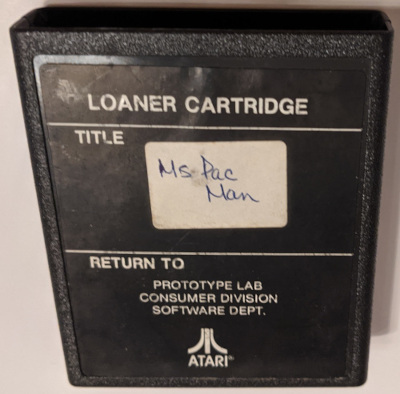 LOANER CARTRIDGE
TITLE
Ms. Pac
Man
RETURN TO
PROTOTYPE LAB
CONSUMER DIVISION
SOFTWARE DEPT.
ATARI®